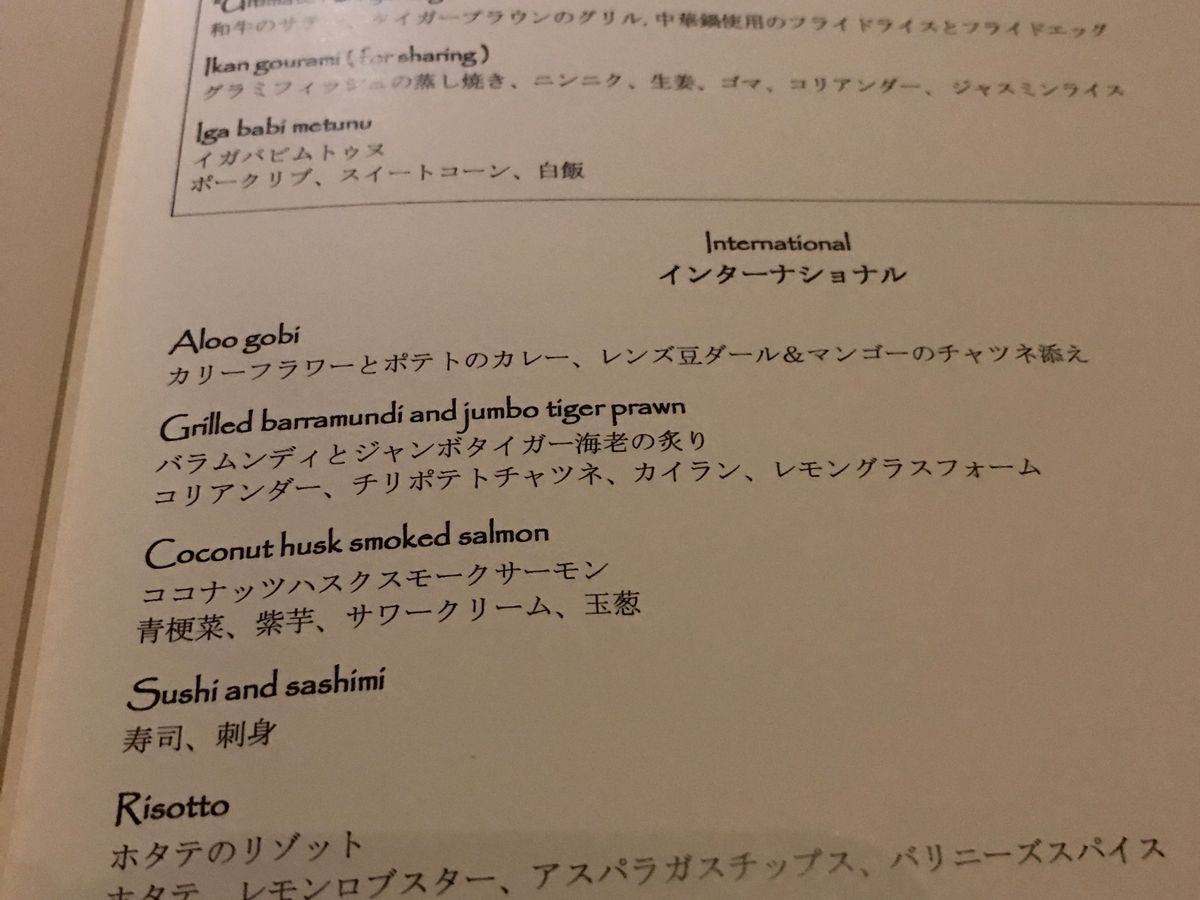 和牛のサテ、タイガープラウンのグリル,中華鍋使用のフライドライスとフライドエッグ
Ikan gourami ( for sharing )
グラミフィッシュの蒸し焼き、ニンニク、生姜、ゴマ、コリアンダー、ジャスミンライス
Iga babi metunu
イガバビムトゥヌ
ポークリブ、スイートコーン、白飯
International
インターナショナル
Aloo gobi
カリーフラワーとポテトのカレー、レンズ豆ダール&マンゴーのチャツネ添え
Grilled barramundi and jumbo tiger prawn
バラムンディとジャンボタイガー海老の炙り
コリアンダー、チリポテトチャツネ、カイラン、レモングラスフォーム
Coconut husk smoked salmon
ココナッツハスクスモークサーモン
青梗菜、紫芋、サワークリーム、玉葱
Sushi and sashimi
寿司、刺身
Risotto
ホタテのリゾット
ホタテ、レモンロブスター、アスパラガスチップス、バリニーズスパイス